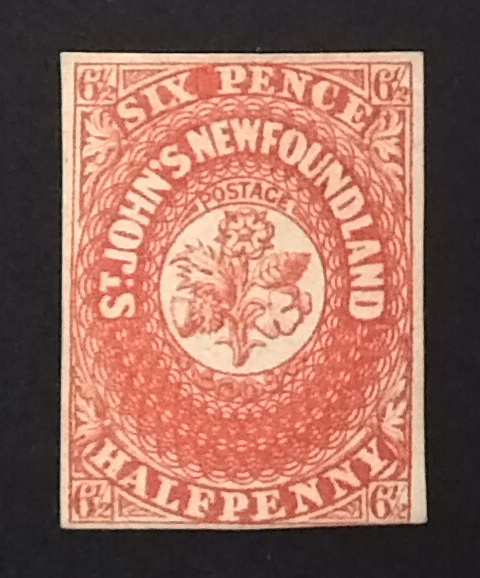 6½ SIX PENCE 6½
ST. JOHN'S NEWFOUNDLAND
POSTAGE
6½ HALFPENNY 6½